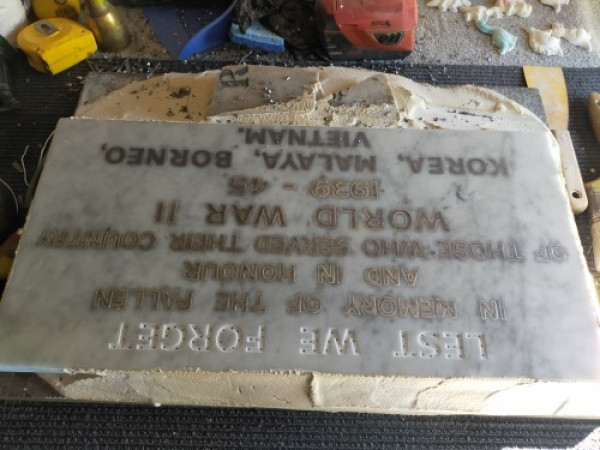 LEST WE FORGET
IN MEMORY OF THE FALLEN
AND IN HONOUR
OF THOSE WHO SERVED THEIR COUNTRY
WORLD WAR II
1939 - 45
KOREA, MALAYA, BORNEO,
VIETNAM.
R